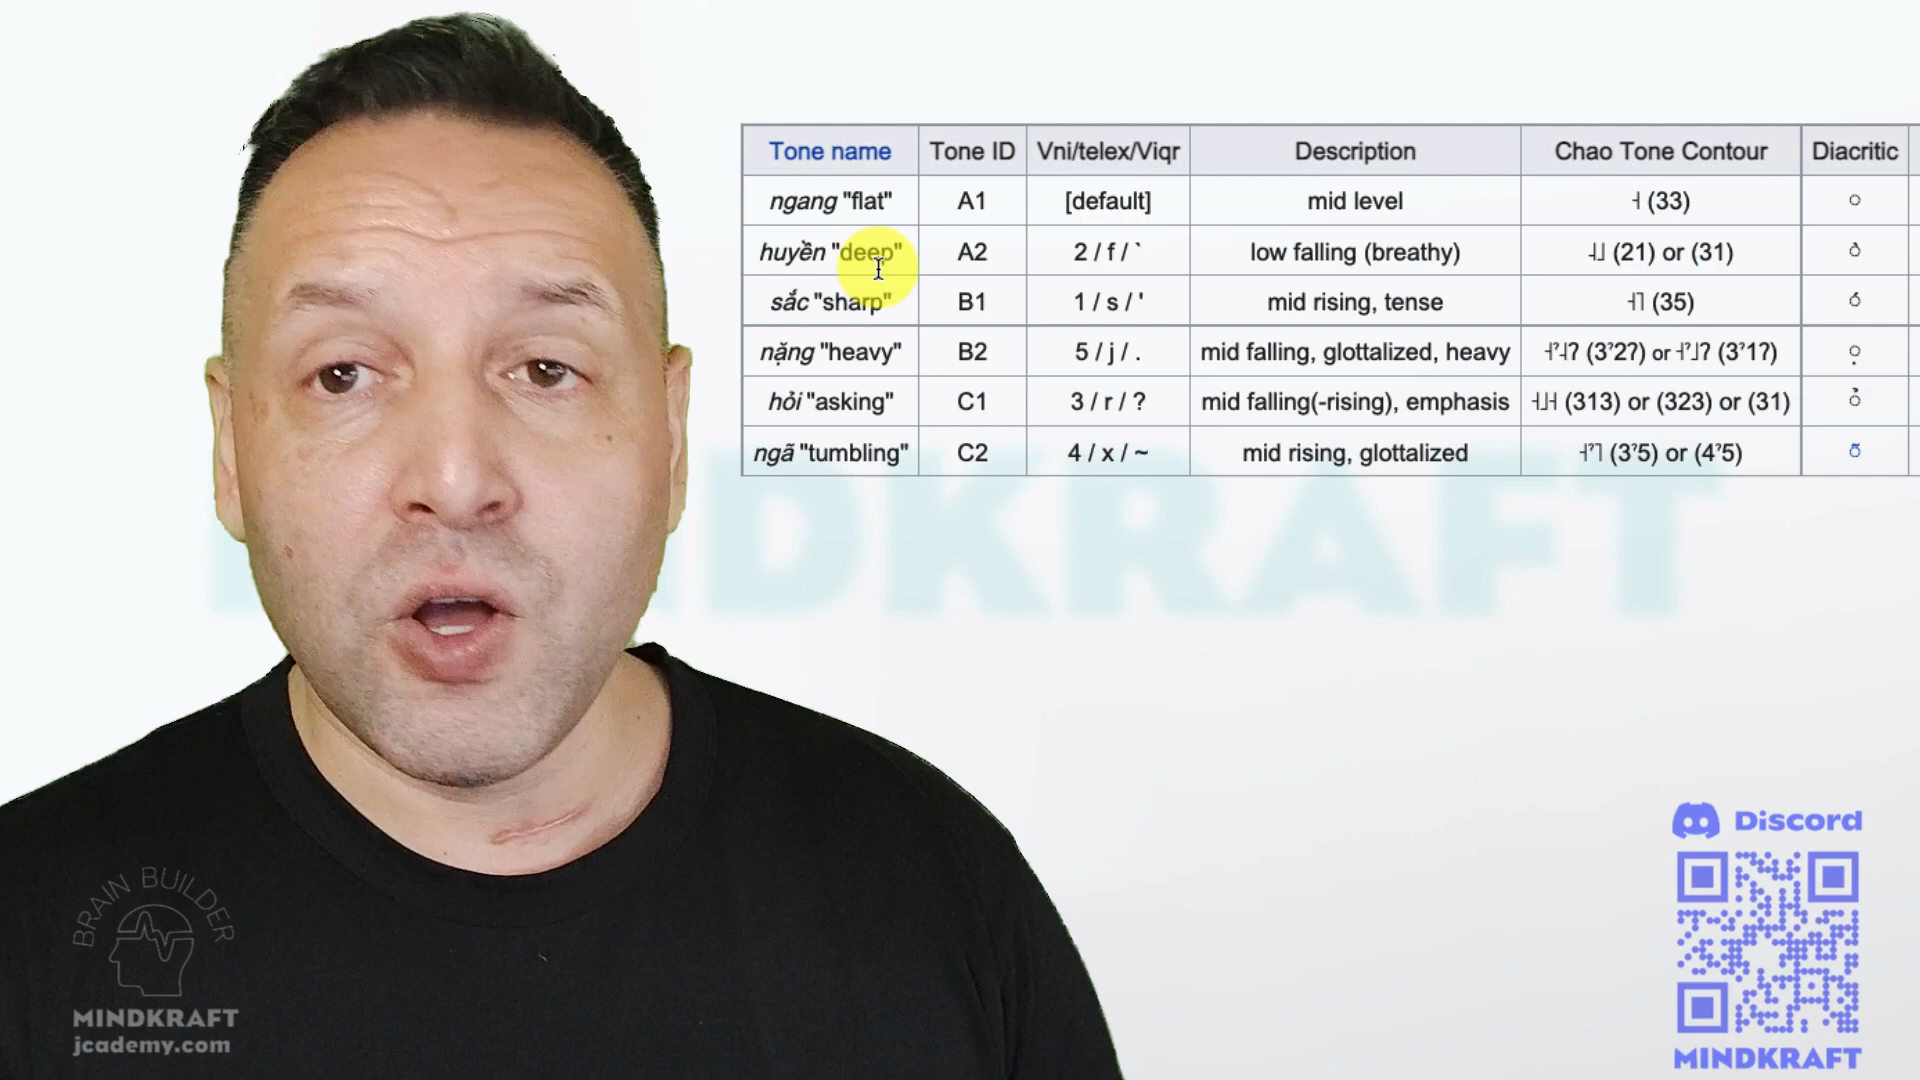 Tone name Tone ID Vni/telex/Viqr Description Chao Tone Contour Diacritic
ngang "flat" A1 [default] mid level ˧ (33) ◌
huyền "deep" A2 2 / f / ` low falling (breathy) ˨˩ (21) or (31) ◌̀
sắc "sharp" B1 1 / s / ' mid rising, tense ˧˥ (35) ◌́
nặng "heavy" B2 5 / j / . mid falling, glottalized, heavy ˧ˀ˨ʔ (3ˀ2ʔ) or ˧ˀ˩ʔ (3ˀ1ʔ) ◌̣
hỏi "asking" C1 3 / r / ? mid falling(-rising), emphasis ˧˩˧ (313) or (323) or (31) ◌̉
ngã "tumbling" C2 4 / x / ~ mid rising, glottalized ˧ˀ˥ (3ˀ5) or (4ˀ5) ◌̃
MINDKRAFT
Discord
MINDKRAFT
BRAIN BUILDER
MINDKRAFT
jcademy.com